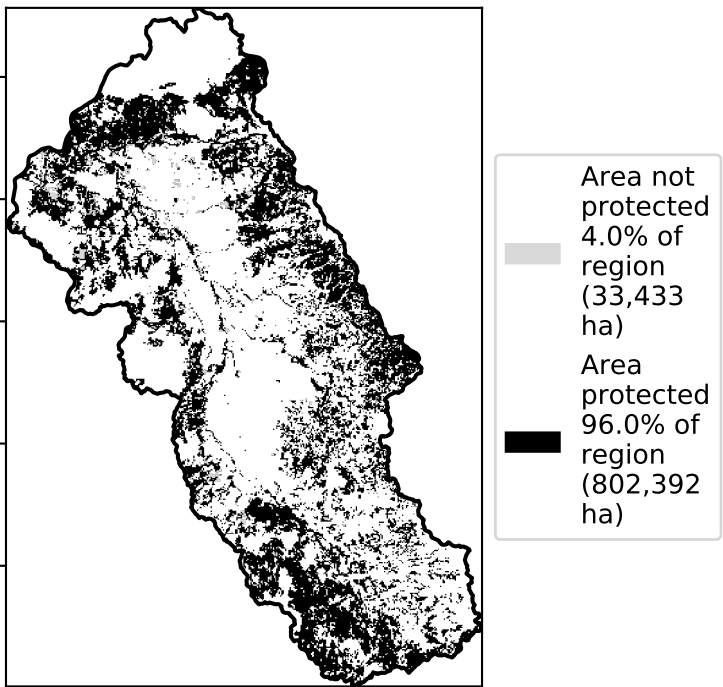 Area not
protected
4.0% of
region
(33,433
ha)
Area
protected
96.0% of
region
(802,392
ha)